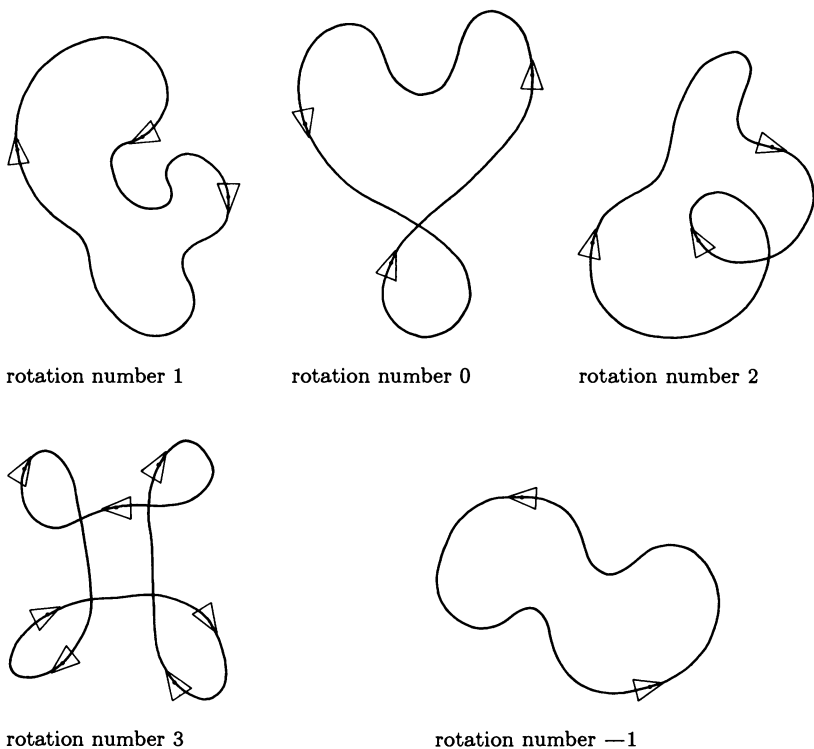 rotation number 1
rotation number 0
rotation number 2
rotation number 3
rotation number —1